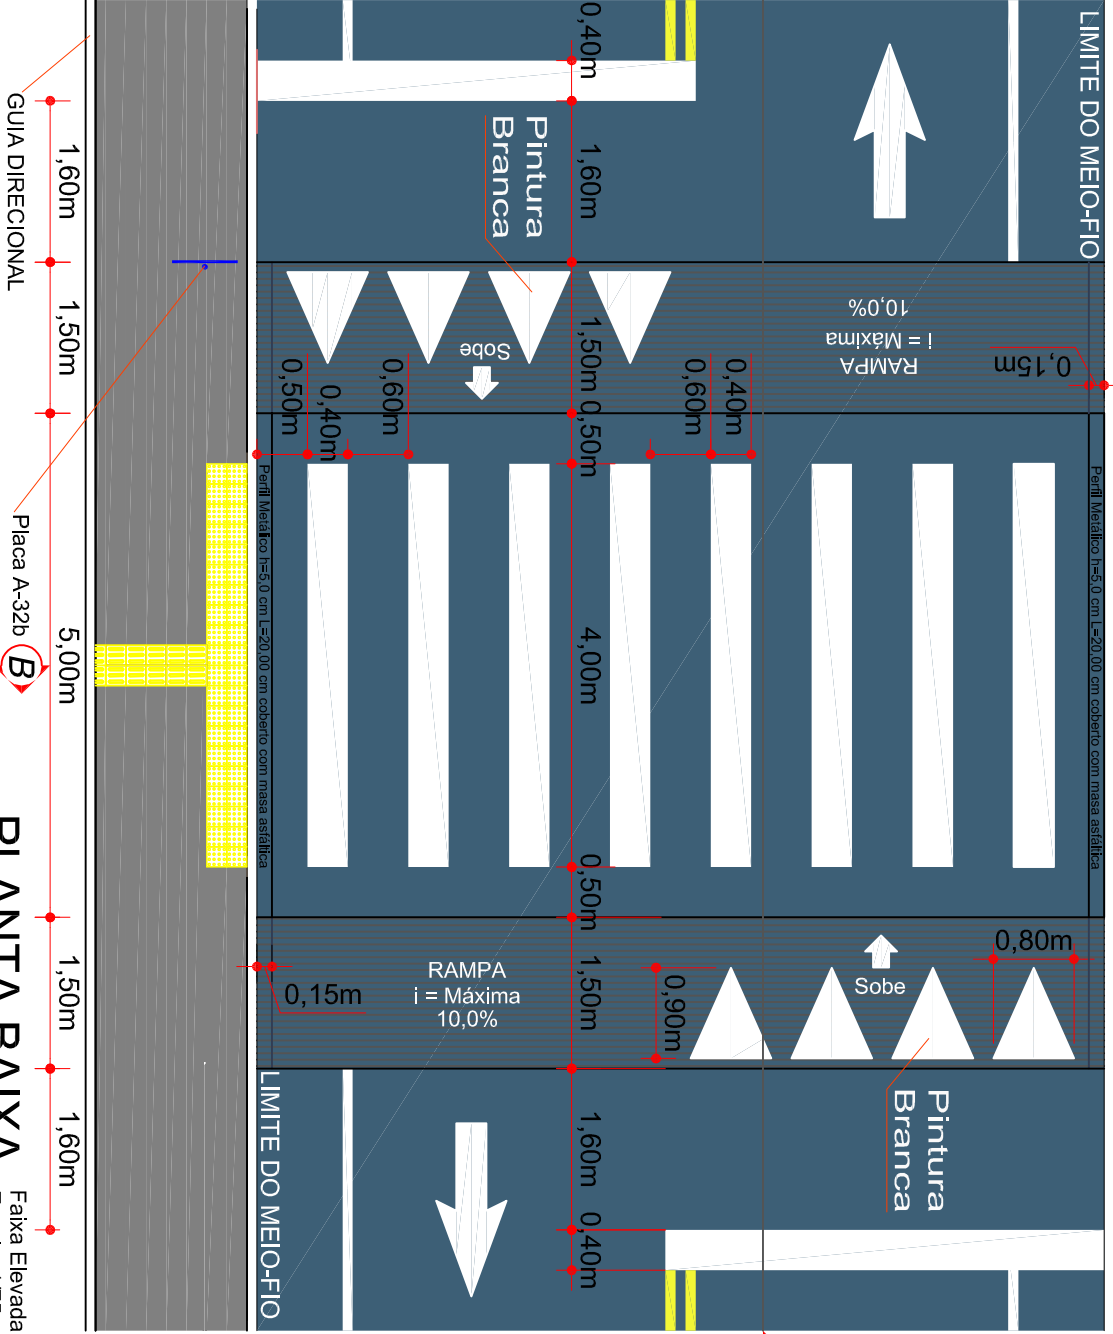 0,40m
LIMITE DO MEIO-FIO
1,60m
Pintura
Branca
1,60m
GUIA DIRECIONAL
RAMPA
i = Máxima
10,0%
0,15m
Sobe
1,50m
1,50m
0,50m
0,40m
0,60m
0,60m
0,40m
0,50m
Perfil Metálico h=5,0 cm L=20,00 cm coberto com masa asfáltica
Perfil Metálico h=5,0 cm L=20,00 cm coberto com masa asfáltica
Placa A-32b
B
5,00m
4,00m
0,50m
0,80m
Sobe
RAMPA
i = Máxima
10,0%
0,15m
1,50m
1,50m
0,90m
Pintura
Branca
LIMITE DO MEIO-FIO
1,60m
1,60m
0,40m
PLANTA BAIXA
Faixa Elevada